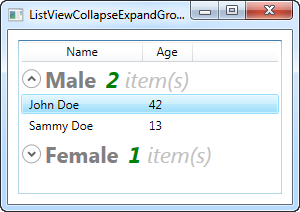 ListViewCollapseExpandGro...
Name Age
Male 2 item(s)
John Doe 42
Sammy Doe 13
Female 1 item(s)